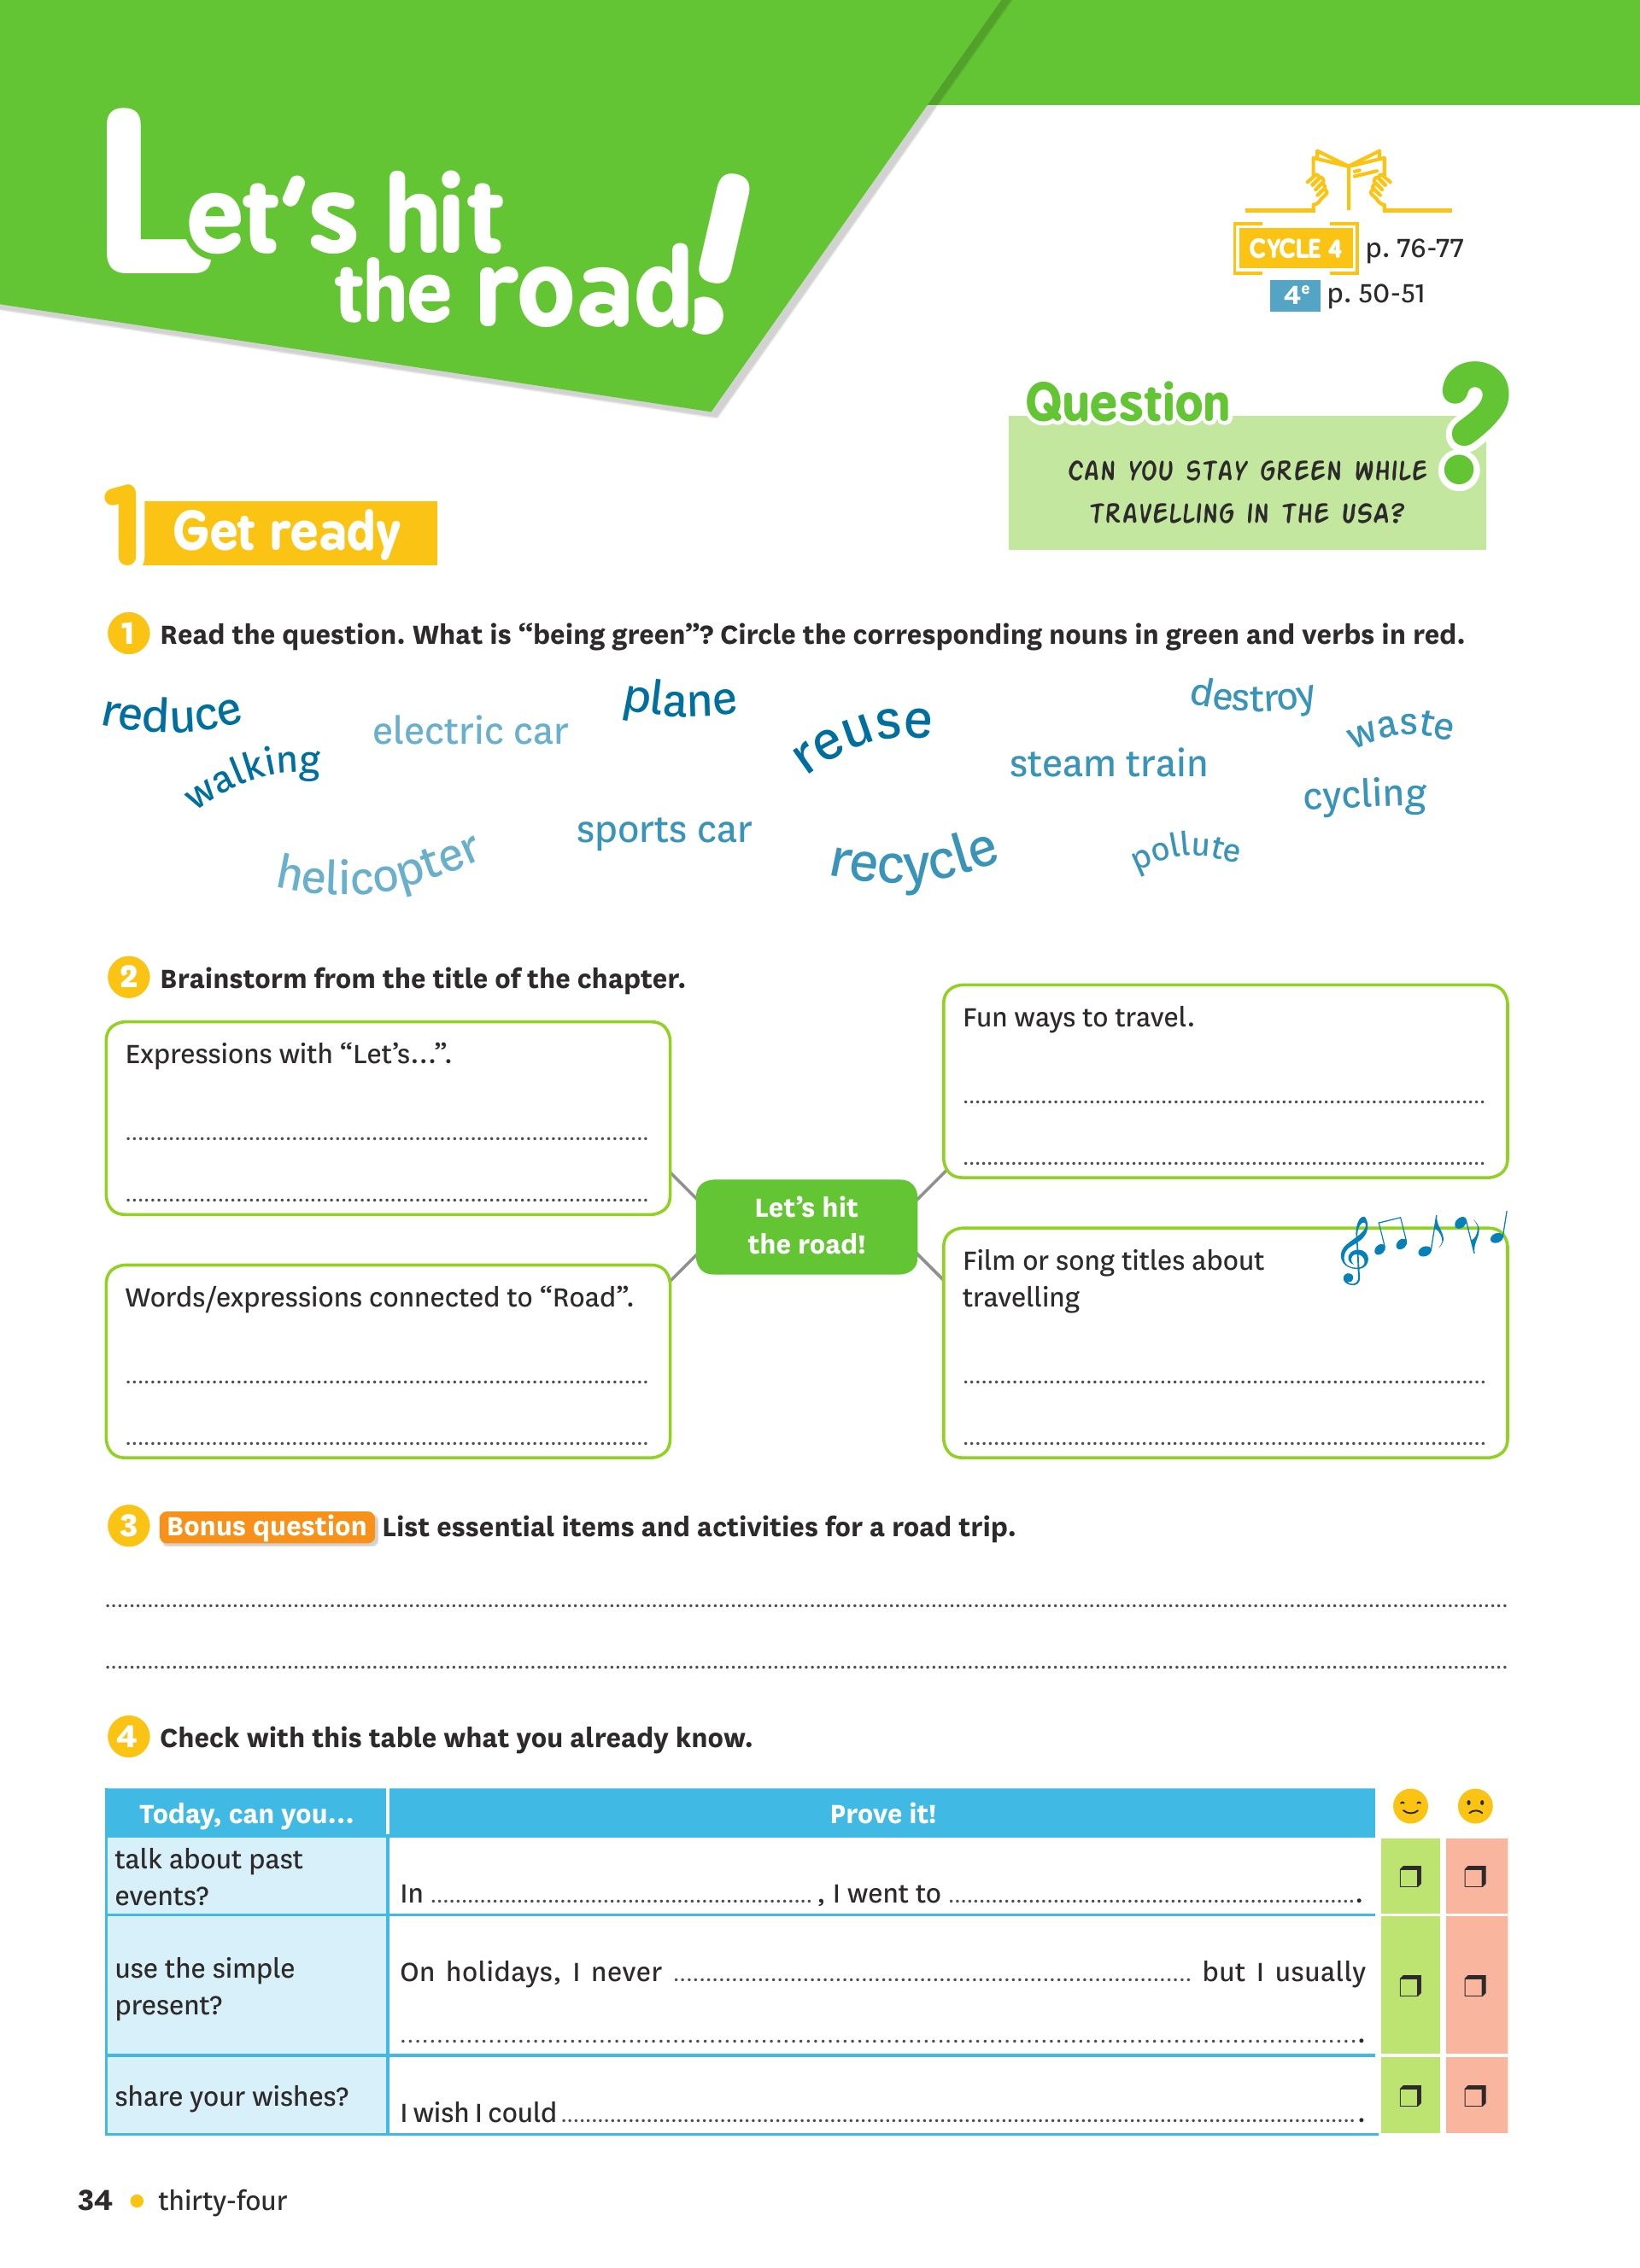 Let's hit
the road!
CYCLE 4 p. 76-77
4e p. 50-51
Question ?
CAN YOU STAY GREEN WHILE
TRAVELLING IN THE USA?
1 Get ready
1 Read the question. What is “being green”? Circle the corresponding nouns in green and verbs in red.
reduce
walking
electric car
plane
reuse
destroy
waste
steam train
cycling
sports car
helicopter
recycle
pollute
2 Brainstorm from the title of the chapter.
Expressions with “Let’s…”.
Fun ways to travel.
Let’s hit
the road!
Words/expressions connected to “Road”.
Film or song titles about
travelling
3 Bonus question List essential items and activities for a road trip.
4 Check with this table what you already know.
Today, can you… Prove it!
talk about past
events?
In ........................ , I went to ........................ .
use the simple
present?
On holidays, I never ........................ but I usually
........................ .
share your wishes?
I wish I could ........................ .
34 • thirty-four